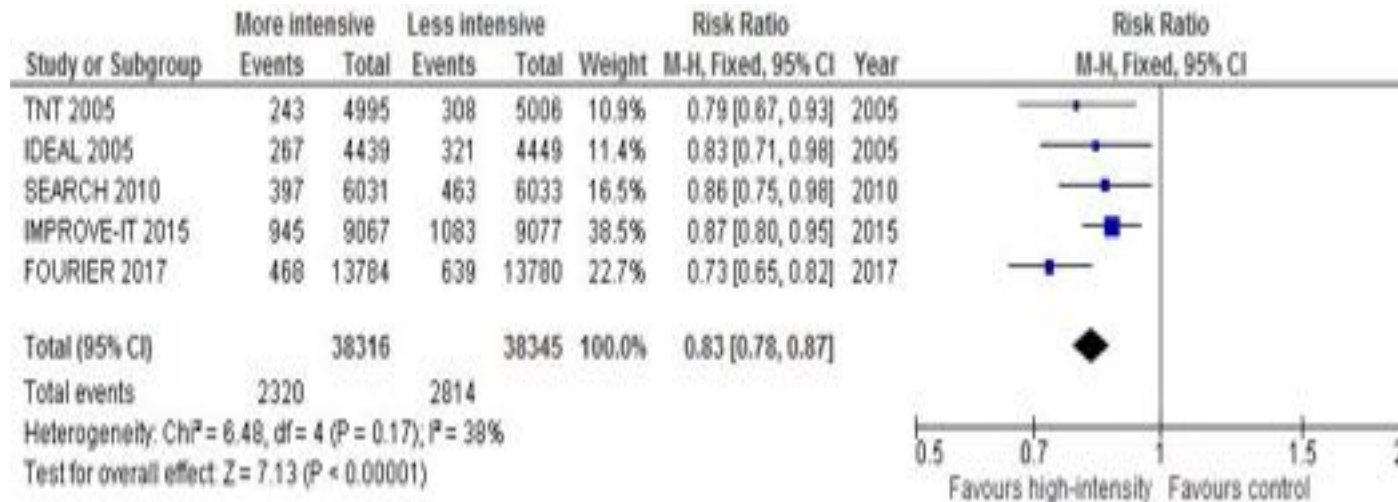 More intensive Less intensive Risk Ratio Risk Ratio
Study or Subgroup Events Total Events Total Weight M-H, Fixed, 95% CI Year M-H, Fixed, 95% CI
TNT 2005 243 4995 308 5006 10.9% 0.79 [0.67, 0.93] 2005
IDEAL 2005 267 4439 321 4449 11.4% 0.83 [0.71, 0.98] 2005
SEARCH 2010 397 6031 463 6033 16.5% 0.86 [0.75, 0.98] 2010
IMPROVE-IT 2015 945 9067 1083 9077 38.5% 0.87 [0.80, 0.95] 2015
FOURIER 2017 468 13784 639 13780 22.7% 0.73 [0.65, 0.82] 2017
Total (95% CI) 38316 38345 100.0% 0.83 [0.78, 0.87]
Total events 2320 2814
Heterogeneity: Chi² = 6.48, df = 4 (P = 0.17); I² = 38%
Test for overall effect: Z = 7.13 (P < 0.00001)
0.5 0.7 1 1.5 2
Favours high-intensity Favours control